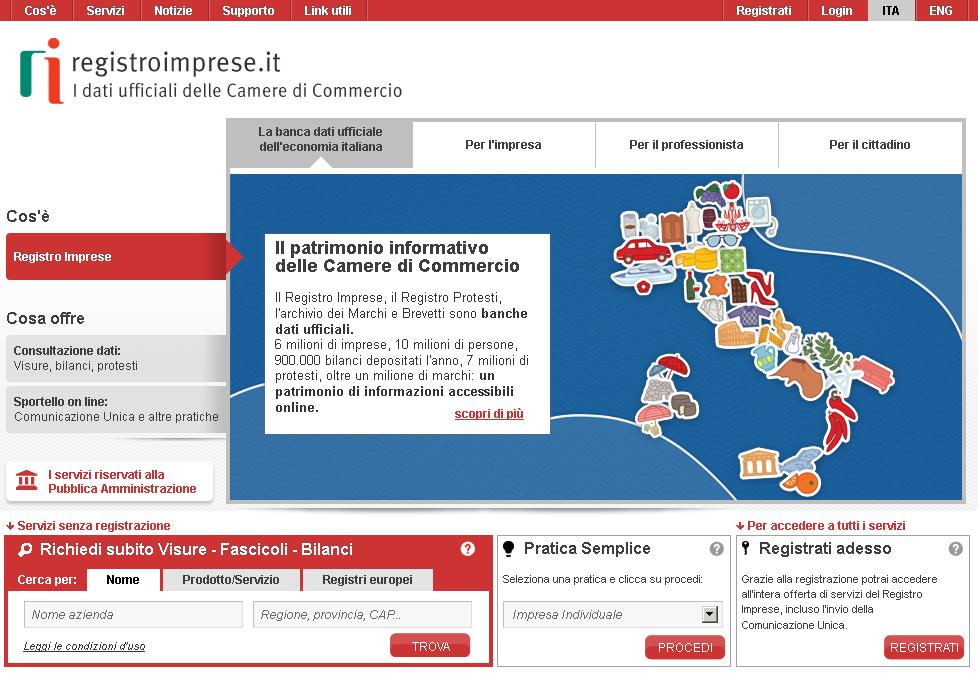 Cos'è
Servizi
Notizie
Supporto
Link utili
Registrati
Login
ITA
ENG
registroimprese.it
I dati ufficiali delle Camere di Commercio
La banca dati ufficiale
dell'economia italiana
Per l'impresa
Per il professionista
Per il cittadino
Cos'è
Registro Imprese
Cosa offre
Consultazione dati:
Visure, bilanci, protesti
Sportello on line:
Comunicazione Unica e altre pratiche
I servizi riservati alla
Pubblica Amministrazione
Il patrimonio informativo
delle Camere di Commercio
Il Registro Imprese, il Registro Protesti,
l'archivio dei Marchi e Brevetti sono banche
dati ufficiali.
6 milioni di imprese, 10 milioni di persone,
900.000 bilanci depositati l'anno, 7 milioni di
protesti, oltre un milione di marchi: un
patrimonio di informazioni accessibili
online.
scopri di più
Servizi senza registrazione
Richiedi subito Visure - Fascicoli - Bilanci
?
Cerca per:
Nome
Prodotto/Servizio
Registri europei
Nome azienda
Regione, provincia, CAP...
Leggi le condizioni d'uso
TROVA
Pratica Semplice
?
Seleziona una pratica e clicca su procedi:
Impresa Individuale
PROCEDI
Per accedere a tutti i servizi
Registrati adesso
?
Grazie alla registrazione potrai accedere
all'intera offerta di servizi del Registro
Imprese, incluso l'invio della
Comunicazione Unica.
REGISTRATI